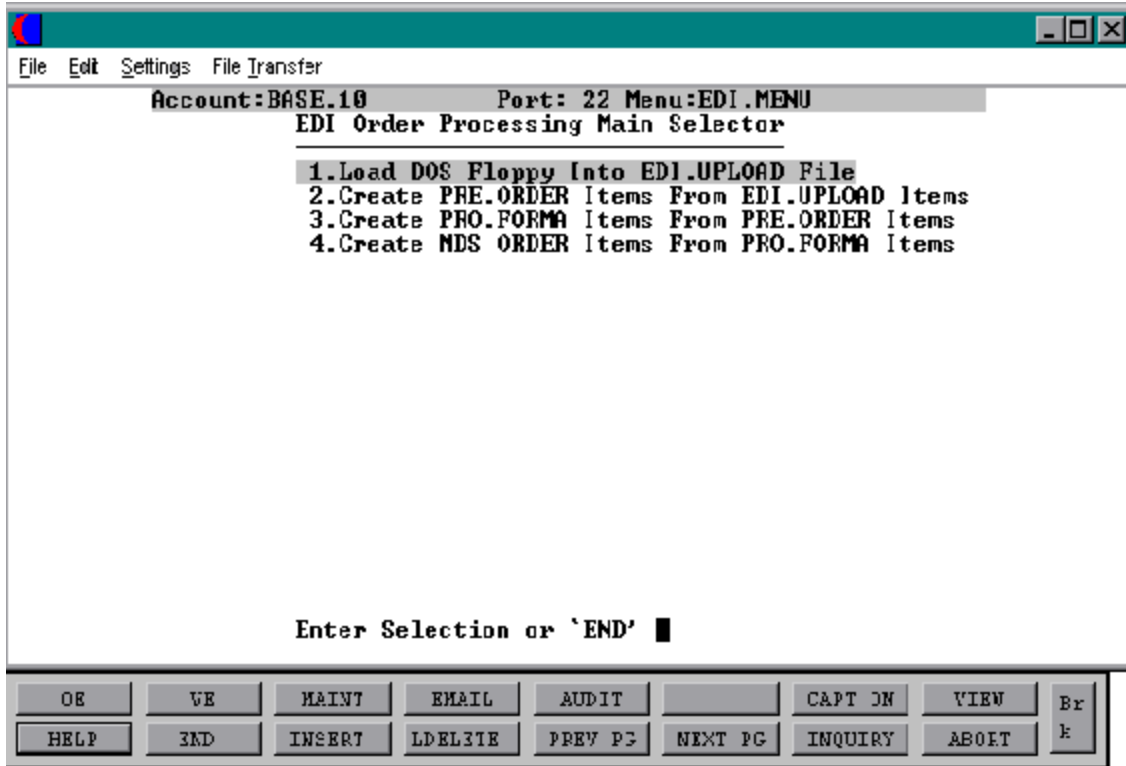 File Edit Settings File Transfer
Account:BASE.10 Port: 22 Menu:EDI.MENU
EDI Order Processing Main Selector
1.Load DOS Floppy Into EDI.UPLOAD File
2.Create PRE.ORDER Items From EDI.UPLOAD Items
3.Create PRO.FORMA Items From PRE.ORDER Items
4.Create NDS ORDER Items From PRO.FORMA Items
Enter Selection or `END'
MAINT EMAIL AUDIT CAPT ON VIEW Br
HELP END INSERT LDELETE PREV PG NEXT PG INQUIRY ABORT k